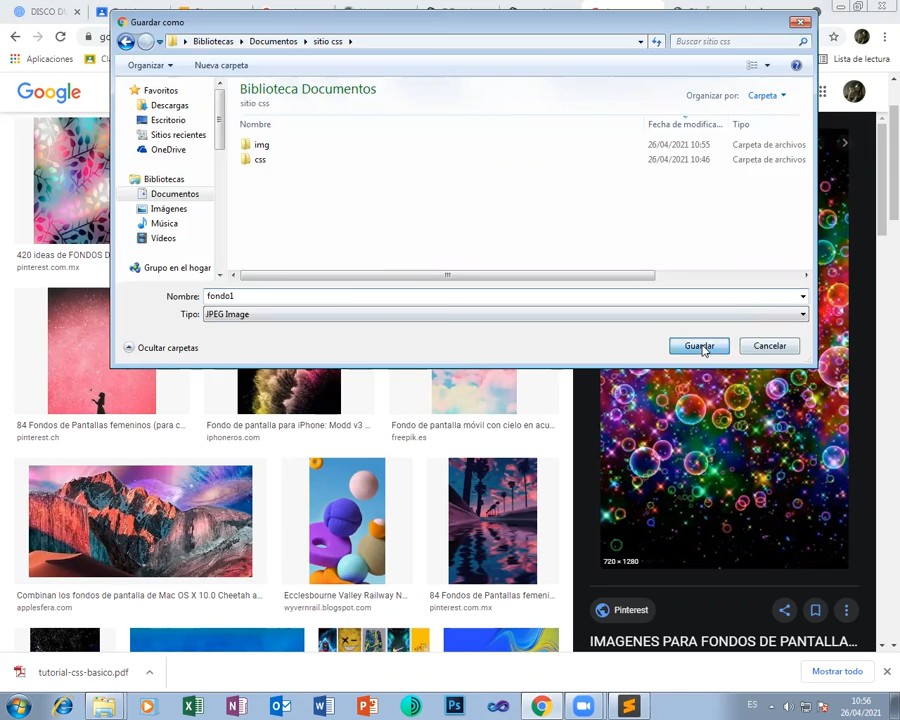 DISCO DU
Guardar como
Bibliotecas ▸ Documentos ▸ sitio css ▸
Buscar sitio css
Lista de lectura
Aplicaciones
Organizar
Nueva carpeta
Google
Favoritos
Descargas
Escritorio
Sitios recientes
OneDrive
Bibliotecas
Documentos
Imágenes
Música
Vídeos
Grupo en el hogar
Biblioteca Documentos
sitio css
Organizar por: Carpeta
Nombre Fecha de modifica... Tipo
img 26/04/2021 10:55 Carpeta de archivos
css 26/04/2021 10:46 Carpeta de archivos
Nombre: fondo1
Tipo: JPEG Image
Ocultar carpetas
Guardar
Cancelar
420 ideas de FONDOS D
pinterest.com.mx
84 Fondos de Pantallas femeninos (para c...
pinterest.ch
Fondo de pantalla para iPhone: Modd v3 ...
iphoneros.com
Fondo de pantalla móvil con cielo en acu...
freepik.es
Combinan los fondos de pantalla de Mac OS X 10.0 Cheetah a...
applesfera.com
Ecclesbourne Valley Railway N...
wyvernrail.blogspot.com
84 Fondos de Pantallas femeni...
pinterest.com.mx
720 × 1280
Pinterest
IMAGENES PARA FONDOS DE PANTALLA...
tutorial-css-basico.pdf
Mostrar todo
ES
10:56
26/04/2021